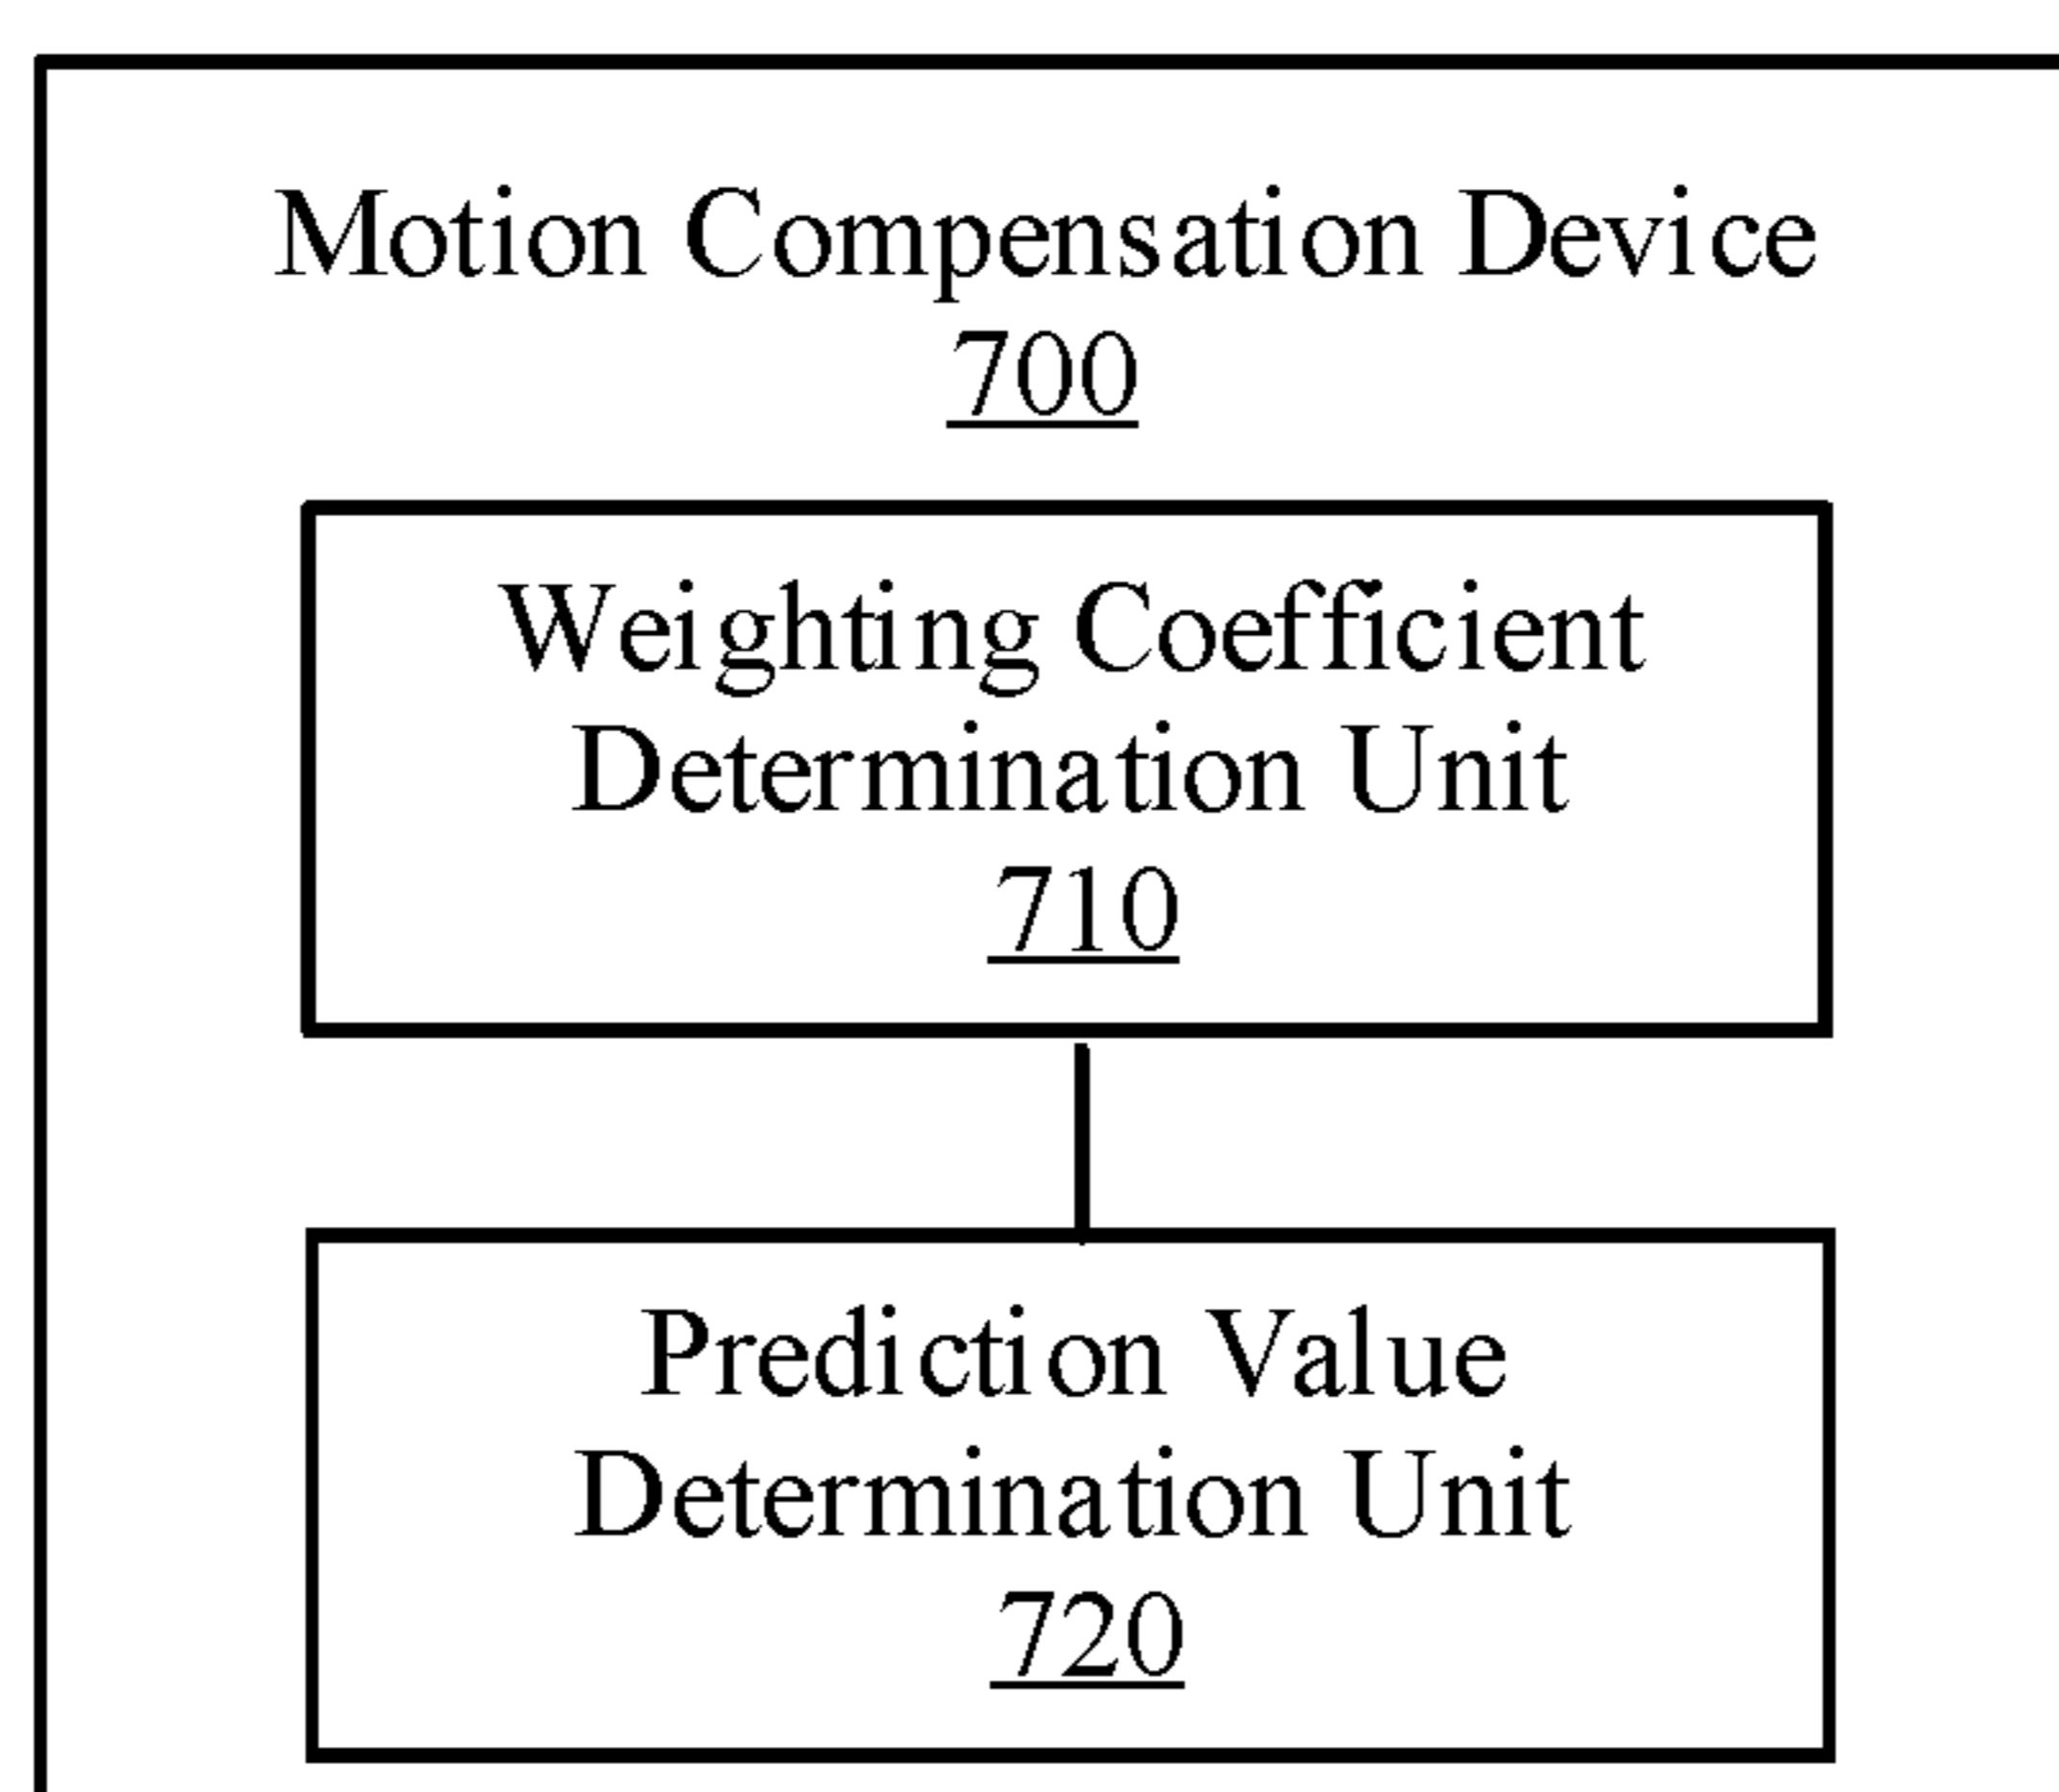 Motion Compensation Device
700
Weighting Coefficient
Determination Unit
710
Prediction Value
Determination Unit
720